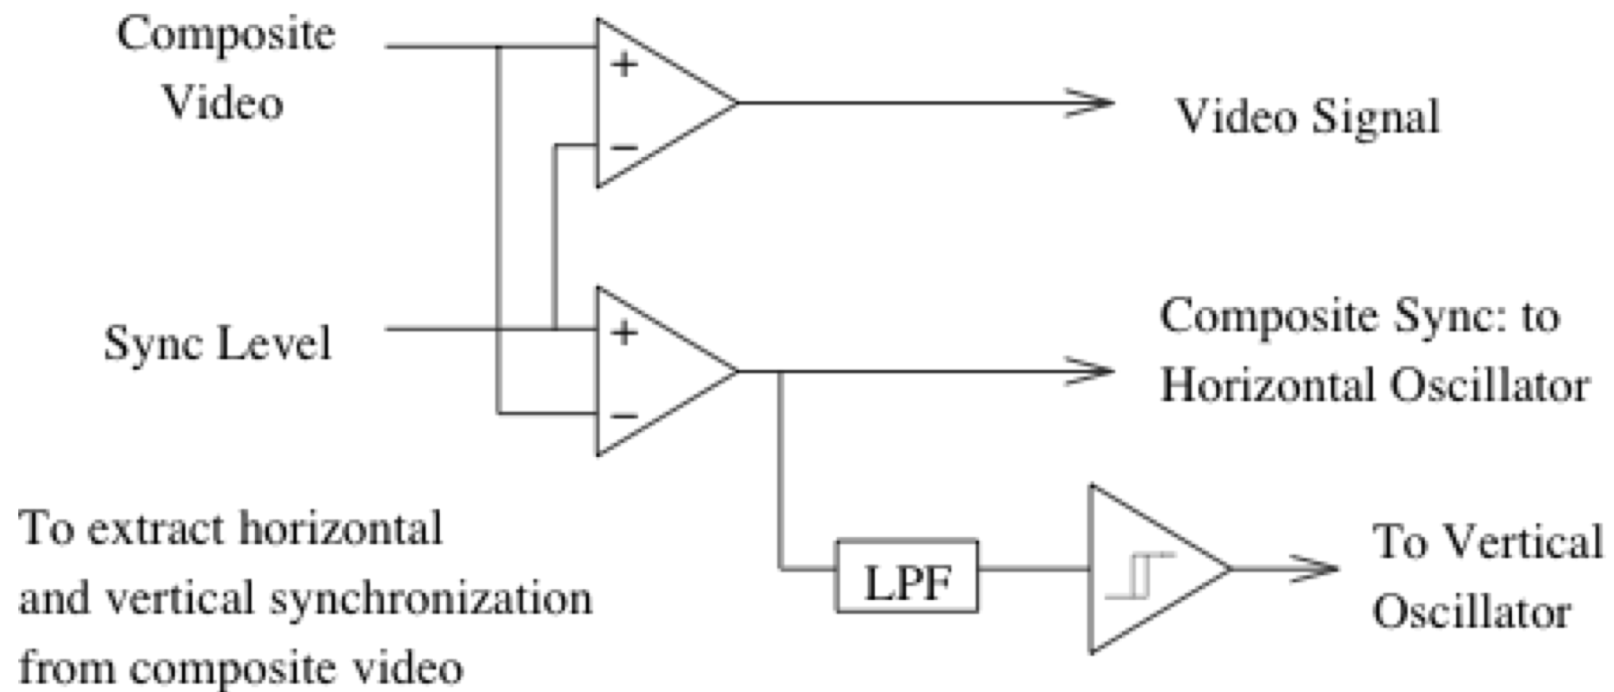 Composite
Video
+
−
Video Signal
Sync Level
+
−
Composite Sync: to
Horizontal Oscillator
To extract horizontal
and vertical synchronization
from composite video
LPF
To Vertical
Oscillator